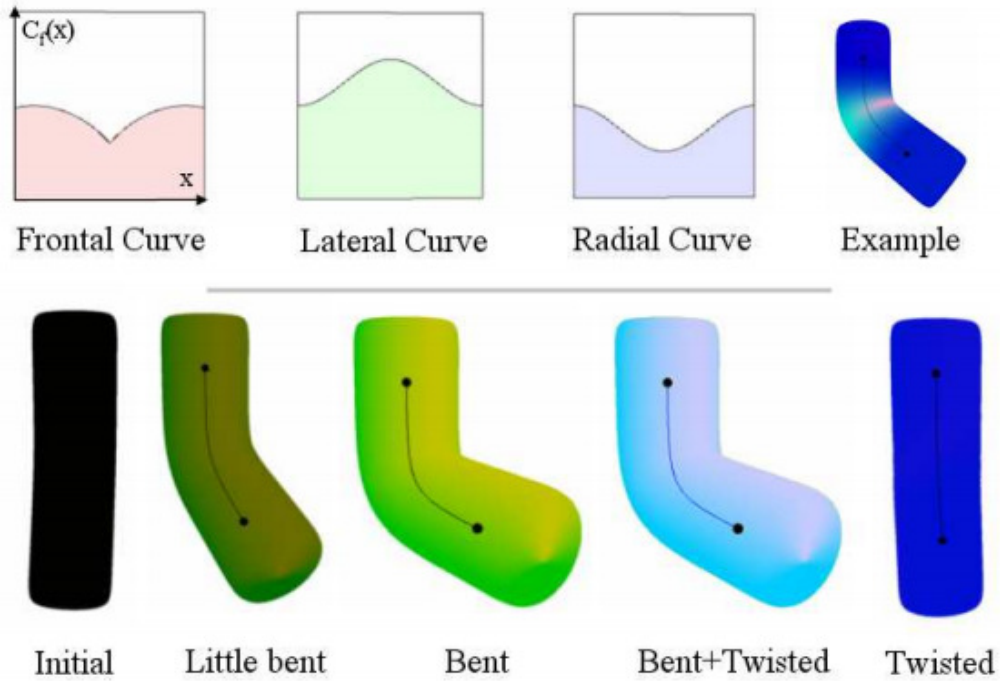 C_f(x)
x
Frontal Curve
Lateral Curve
Radial Curve
Example
Initial
Little bent
Bent
Bent+Twisted
Twisted